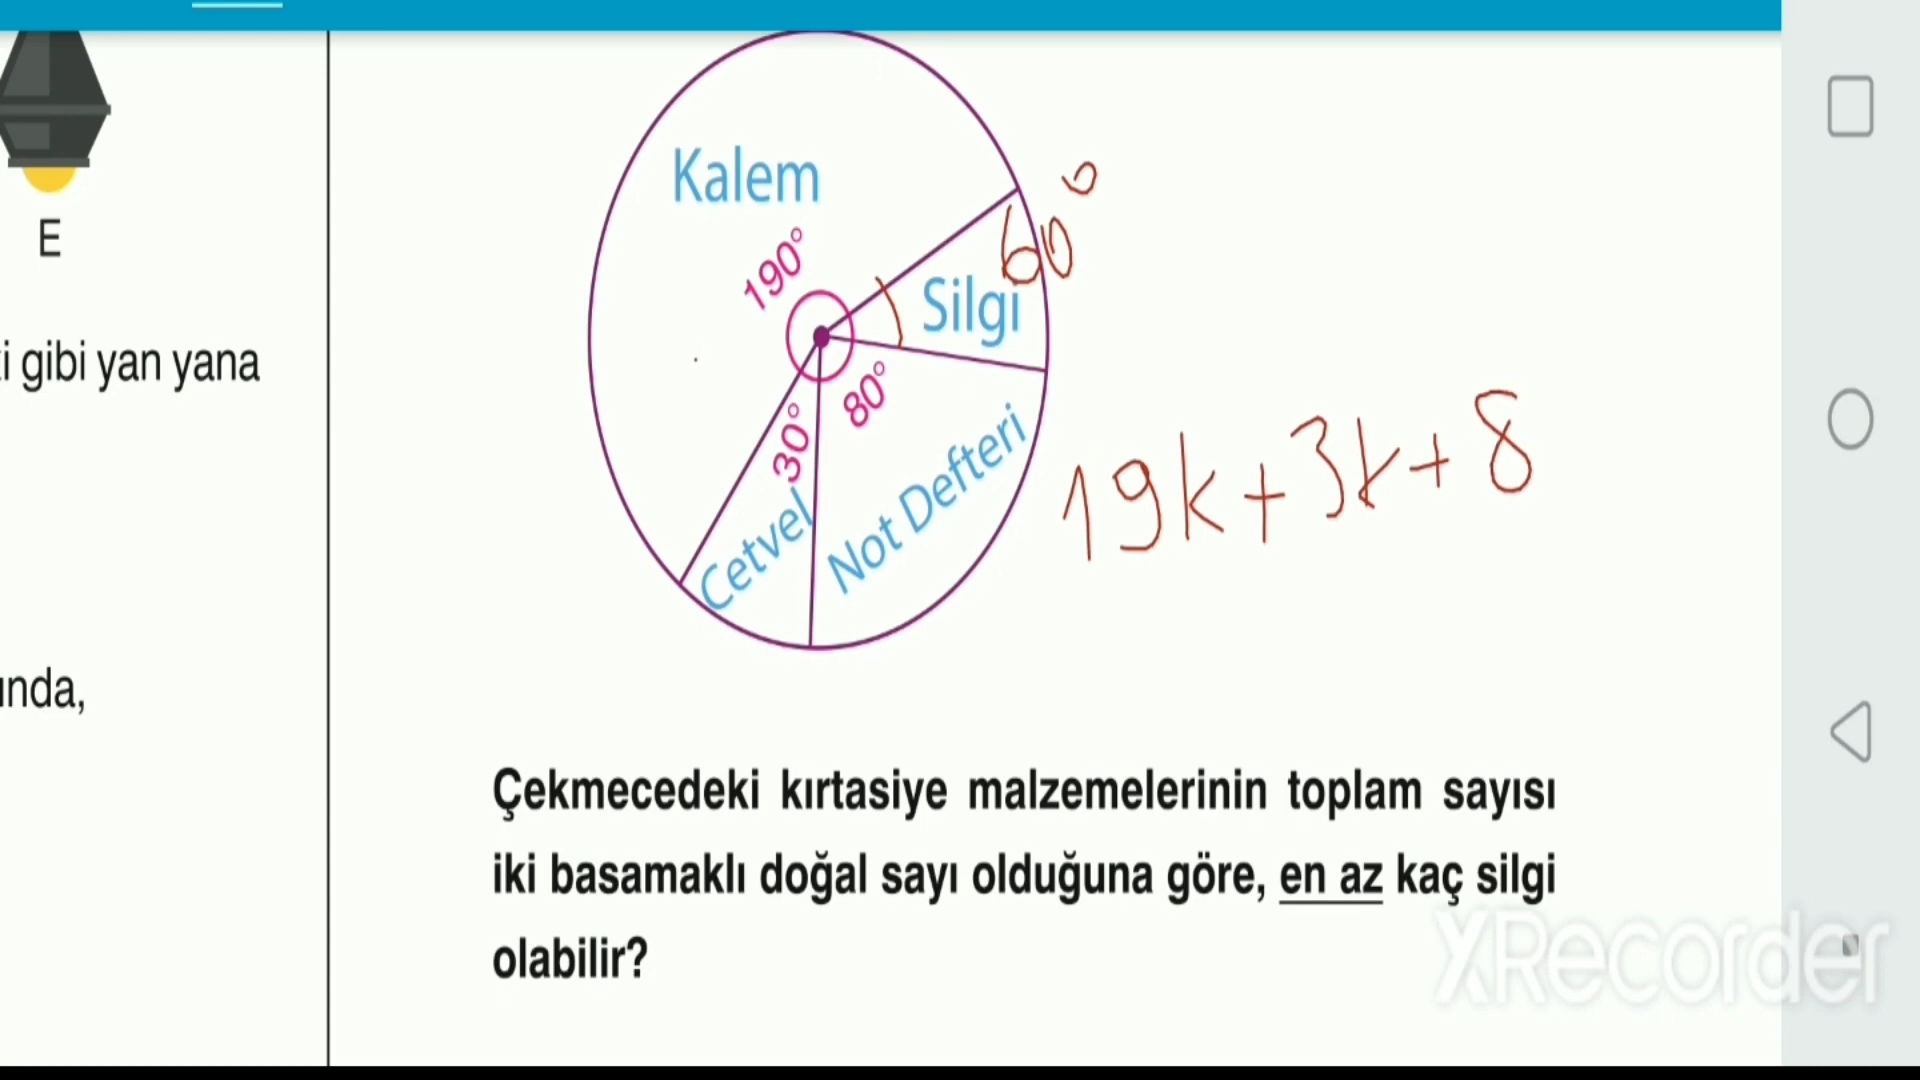 E
i gibi yan yana
ında,
Kalem
190°
60°
Silgi
80°
30°
Cetvel
Not Defteri
19k+3k+8
Çekmecedeki kırtasiye malzemelerinin toplam sayısı
iki basamaklı doğal sayı olduğuna göre, en az kaç silgi
olabilir?
XRecorder